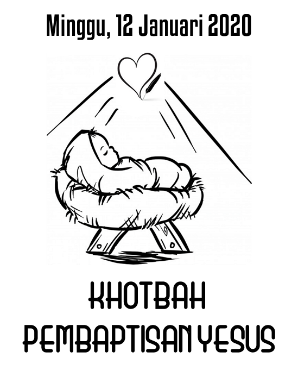 Minggu, 12 Januari 2020
KHOTBAH
PEMBAPTISAN YESUS